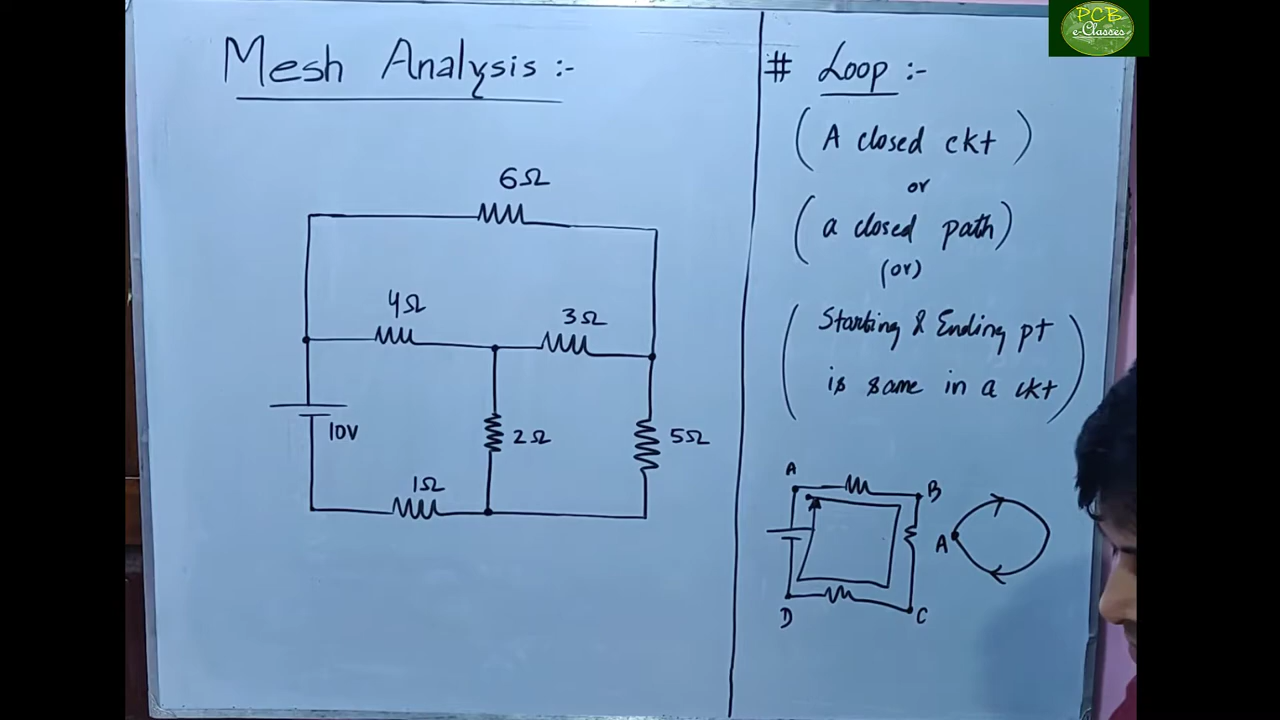 PCB
e-Classes
Mesh Analysis :-
6Ω
4Ω
3Ω
10V
2Ω
5Ω
1Ω
# Loop :-
(A closed ckt)
or
(a closed path)
(or)
(Starting & Ending pt
is same in a ckt)
A
B
A
D
C